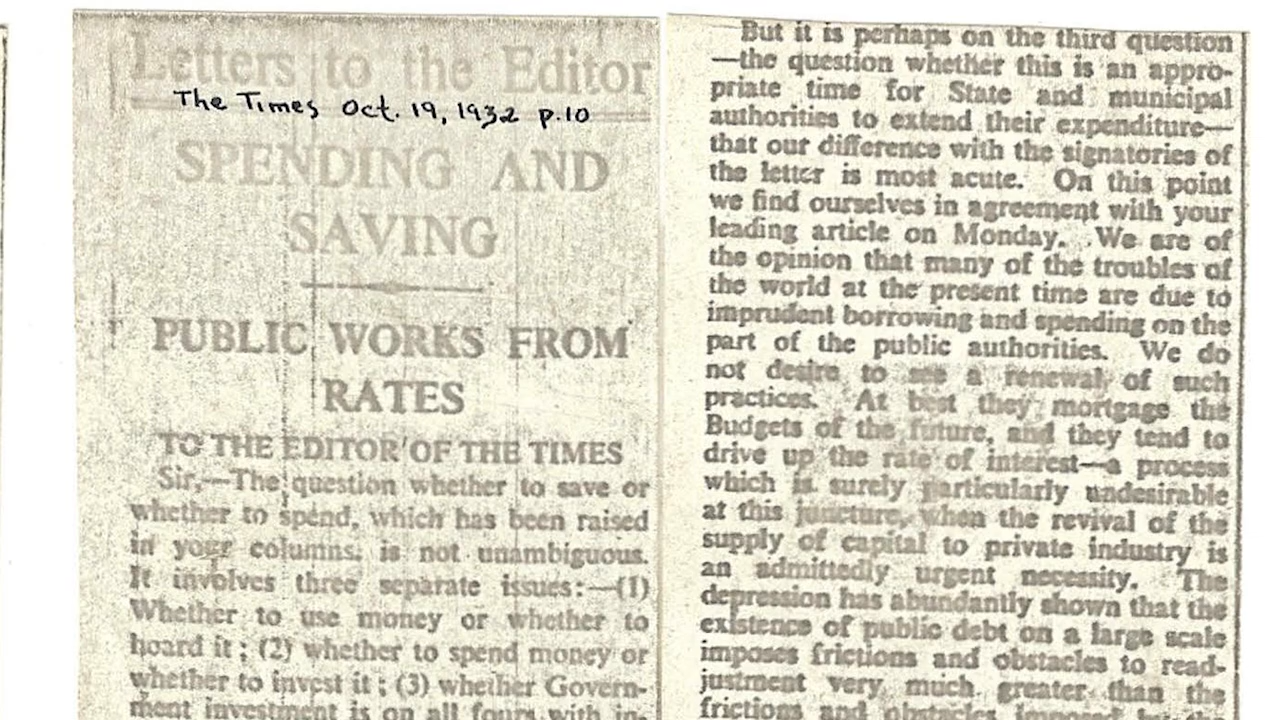 Letters to the Editor
The Times Oct. 19, 1932 p.10
SPENDING AND
SAVING
PUBLIC WORKS FROM
RATES
TO THE EDITOR OF THE TIMES
Sir,—The question whether to save or
whether to spend, which has been raised
in your columns, is not unambiguous.
It involves three separate issues:—(1)
Whether to use money or whether to
hoard it; (2) whether to spend money or
whether to invest it; (3) whether Govern-
ment investment is on all fours with in-
But it is perhaps on the third question
—the question whether this is an appro-
priate time for State and municipal
authorities to extend their expenditure—
that our difference with the signatories of
the letter is most acute. On this point
we find ourselves in agreement with your
leading article on Monday. We are of
the opinion that many of the troubles of
the world at the present time are due to
imprudent borrowing and spending on the
part of the public authorities. We do
not desire to see a renewal of such
practices. At best they mortgage the
Budgets of the future, and they tend to
drive up the rate of interest—a process
which is surely particularly undesirable
at this juncture, when the revival of the
supply of capital to private industry is
an admittedly urgent necessity. The
depression has abundantly shown that the
existence of public debt on a large scale
imposes frictions and obstacles to read-
justment very much greater than the
frictions and obstacles imposed